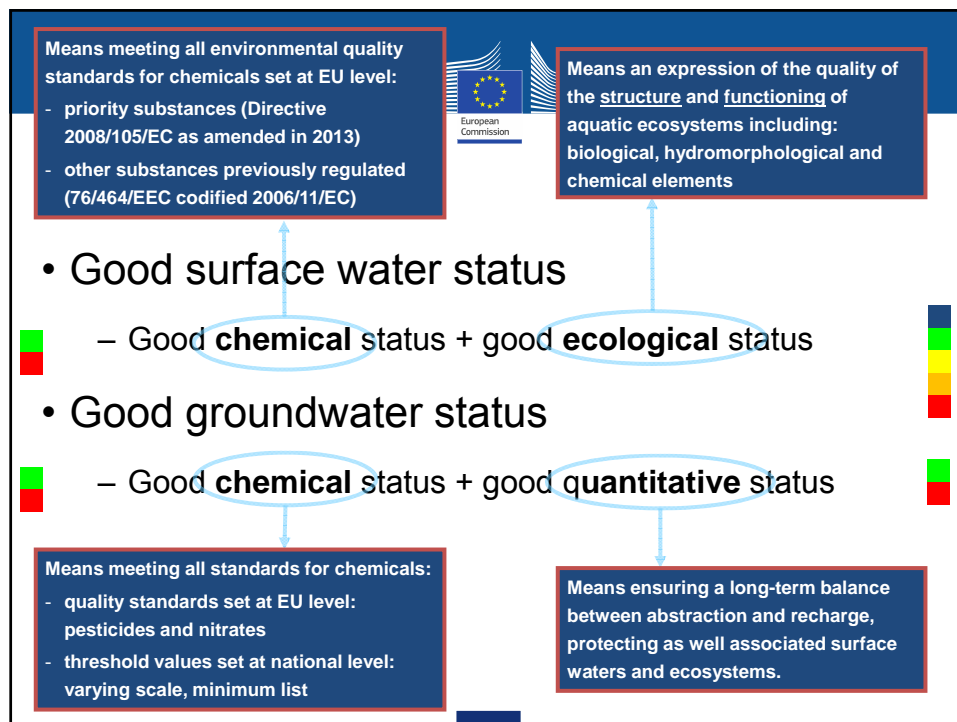 Means meeting all environmental quality
standards for chemicals set at EU level:
- priority substances (Directive
2008/105/EC as amended in 2013)
- other substances previously regulated
(76/464/EEC codified 2006/11/EC)
European
Commission
Means an expression of the quality of
the structure and functioning of
aquatic ecosystems including:
biological, hydromorphological and
chemical elements
• Good surface water status
– Good chemical status + good ecological status
• Good groundwater status
– Good chemical status + good quantitative status
Means meeting all standards for chemicals:
- quality standards set at EU level:
pesticides and nitrates
- threshold values set at national level:
varying scale, minimum list
Means ensuring a long-term balance
between abstraction and recharge,
protecting as well associated surface
waters and ecosystems.